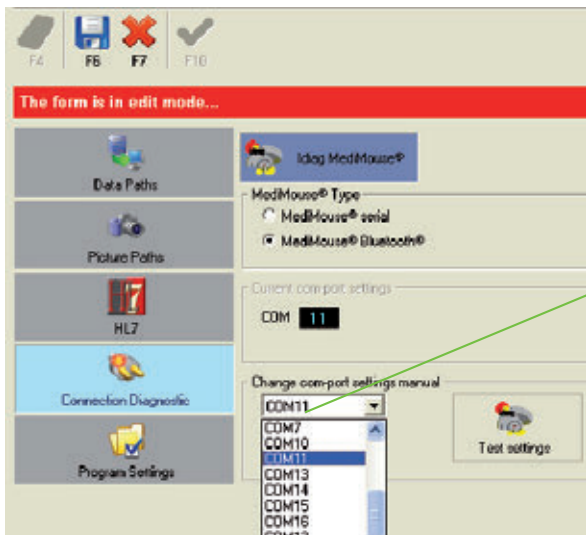 F4 F6 F7 F10
The form is in edit mode...
Data Paths
Picture Paths
HL7
Connection Diagnostic
Program Settings
Idiag MediMouse®
MediMouse® Type
MediMouse® serial
MediMouse® Bluetooth®
Current com-port settings
COM 11
Change com-port settings manual
COM11
COM7
COM10
COM11
COM13
COM14
COM15
COM16
Test settings